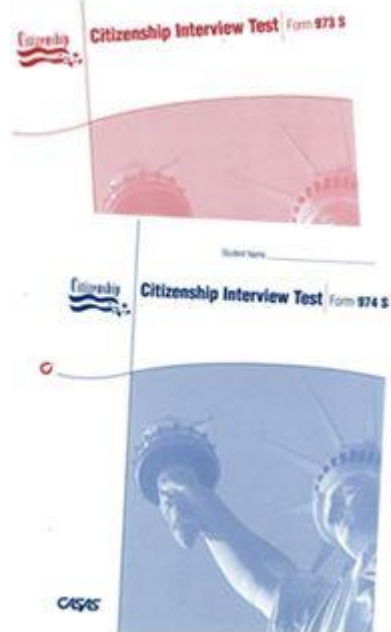 Citizenship
Citizenship Interview Test Form 973 S
Student Name
Citizenship
Citizenship Interview Test Form 974 S
CASAS